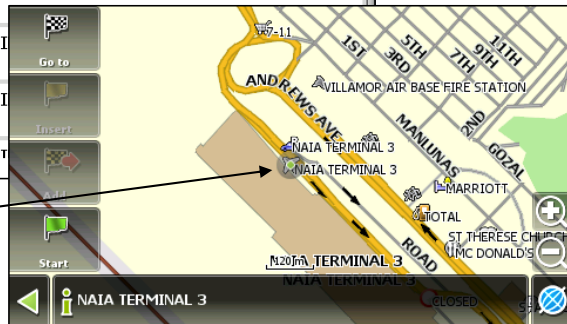 Go to
Insert
Add
Start
7-11
1ST
3RD
5TH
7TH
9TH
11TH
ANDREWS AVE
VILLAMOR AIR BASE FIRE STATION
2ND
MANLUNAS
GOZAL
NAIA TERMINAL 3
NAIA TERMINAL 3
MARRIOTT
TOTAL
ST THERESE CHURCH
MC DONALD'S
ROAD
120m
TERMINAL 3
NAIA TERMINAL 3
CLOSED
NAIA TERMINAL 3